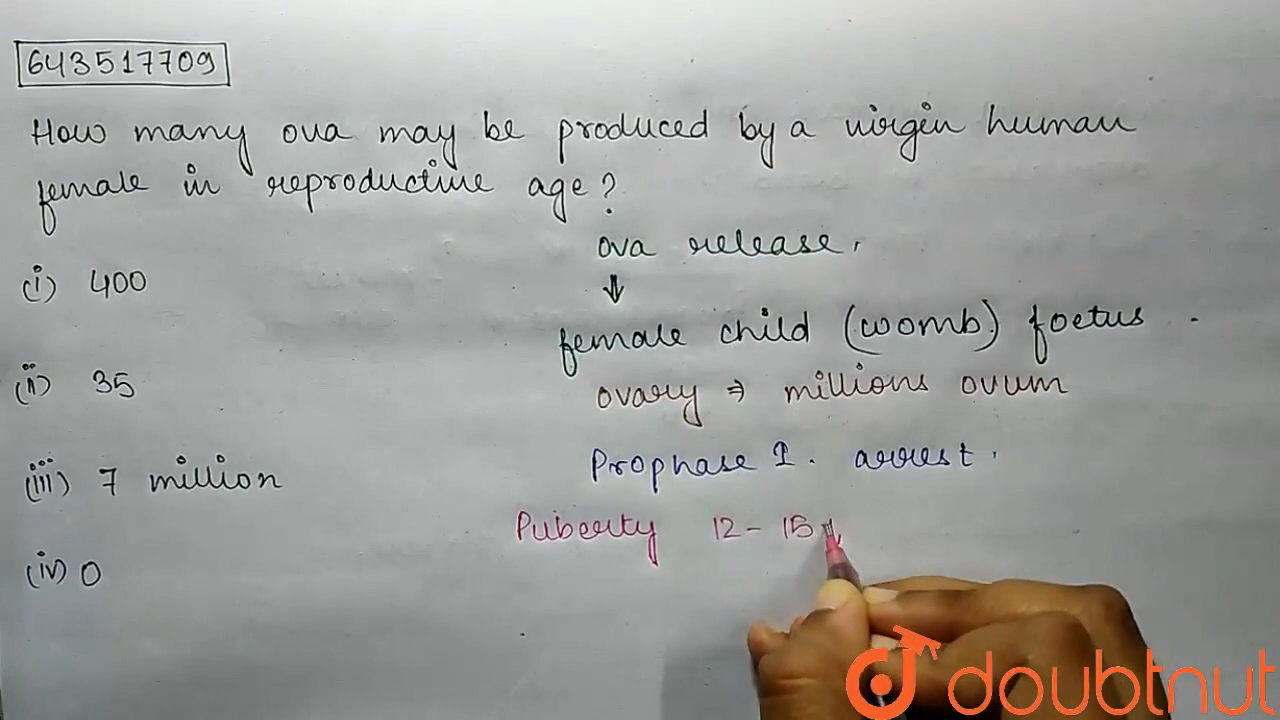 643517709
How many ova may be produced by a virgin human
female in reproductive age?
ova release.
↓
(i) 400
female child (womb) foetus .
(ii) 35
ovary ⇒ millions ovum
Prophase I. arrest.
(iii) 7 million
Puberty 12 - 15
(iv) 0
doubtnut